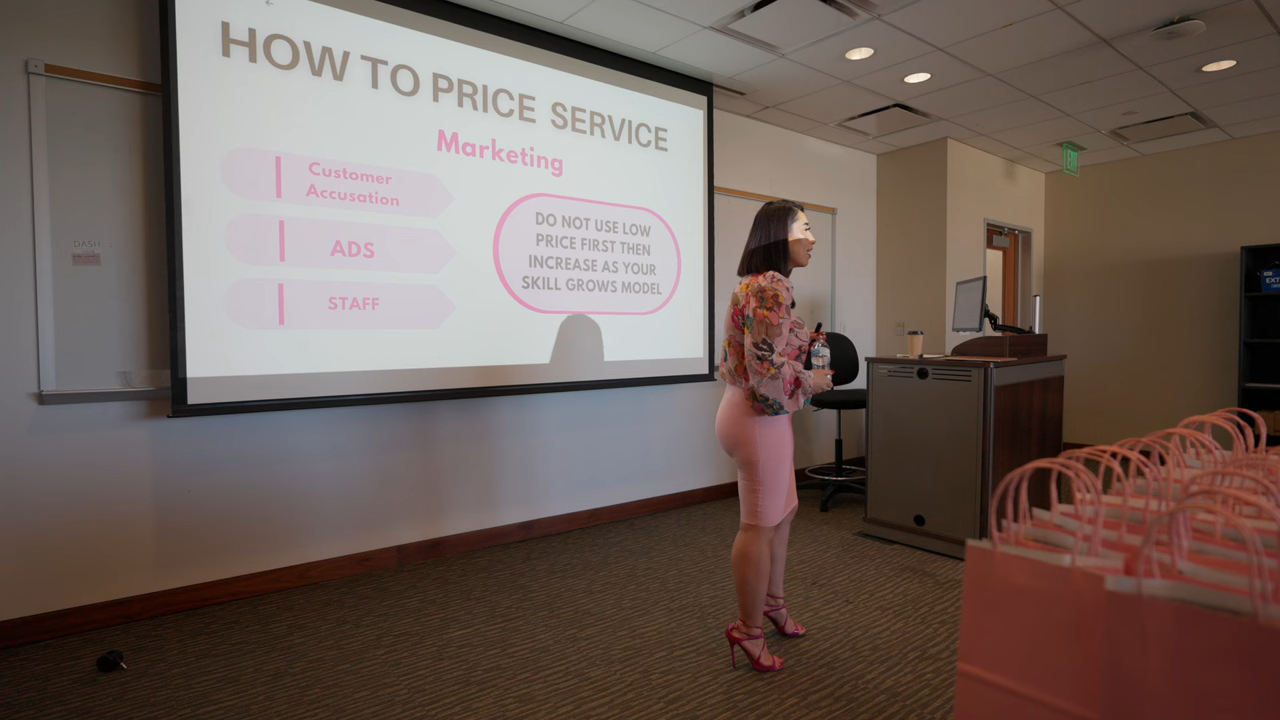 HOW TO PRICE SERVICE
Marketing
Customer
Accusation
ADS
STAFF
DO NOT USE LOW
PRICE FIRST THEN
INCREASE AS YOUR
SKILL GROWS MODEL
DASH
EXT